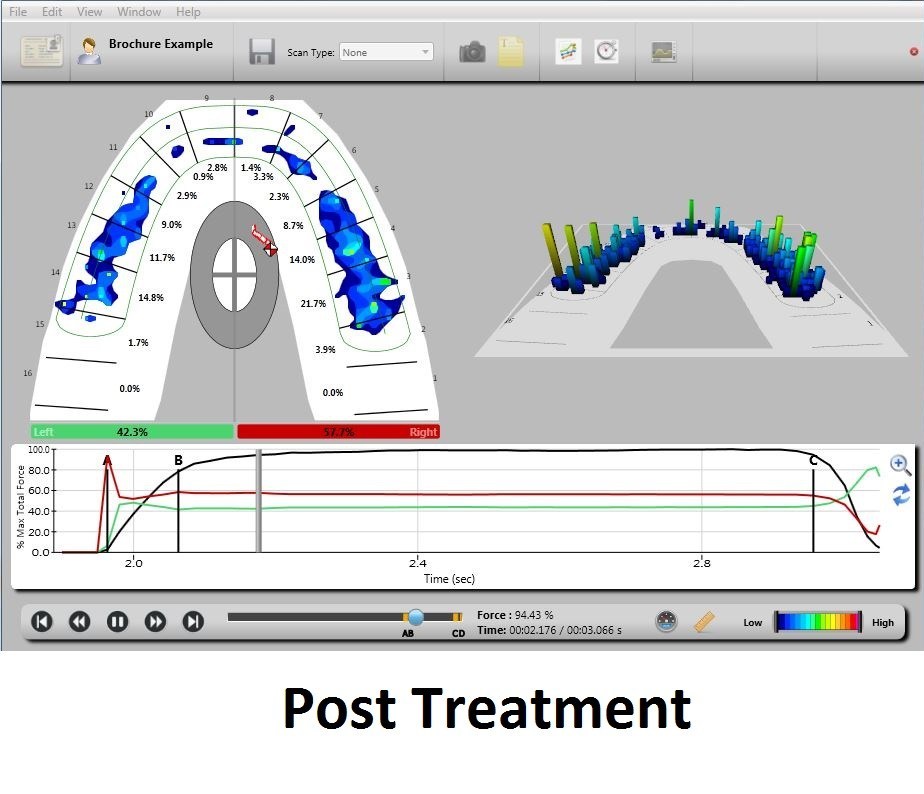 File Edit View Window Help
Brochure Example
Scan Type: None
9 8
10 7
11 6
2.8% 1.4%
0.9% 3.3%
12 2.9% 2.3% 5
13 9.0% 8.7% 4
11.7% 14.0%
14 3
14.8% 21.7%
15 2
1.7% 3.9%
16 1
0.0% 0.0%
Left 42.3% 57.7% Right
% Max Total Force
100.0
80.0
60.0
40.0
20.0
0.0
A B C
2.0 2.4 2.8
Time (sec)
AB CD
Force : 94.43 %
Time: 00:02.176 / 00:03.066 s
Low High
Post Treatment